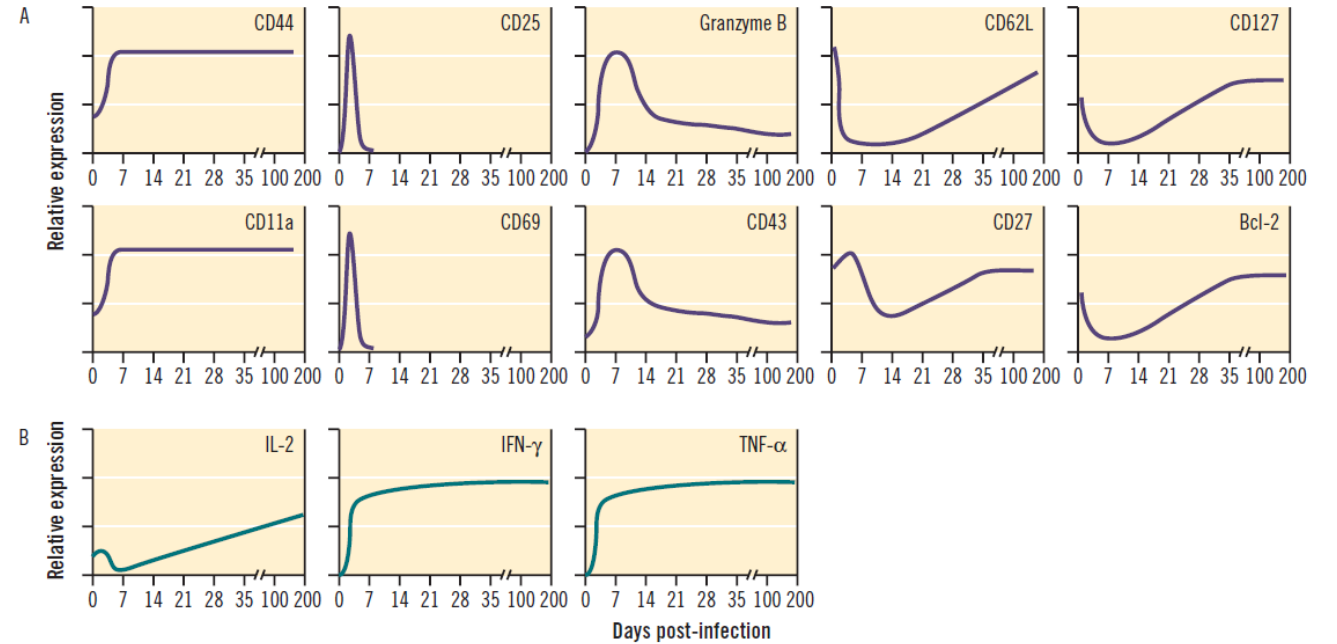 A
CD44
CD25
Granzyme B
CD62L
CD127
Relative expression
0 7 14 21 28 35 100 200
0 7 14 21 28 35 100 200
0 7 14 21 28 35 100 200
0 7 14 21 28 35 100 200
0 7 14 21 28 35 100 200
CD11a
CD69
CD43
CD27
Bcl-2
0 7 14 21 28 35 100 200
0 7 14 21 28 35 100 200
0 7 14 21 28 35 100 200
0 7 14 21 28 35 100 200
0 7 14 21 28 35 100 200
B
IL-2
IFN-γ
TNF-α
Relative expression
0 7 14 21 28 35 100 200
0 7 14 21 28 35 100 200
0 7 14 21 28 35 100 200
Days post-infection